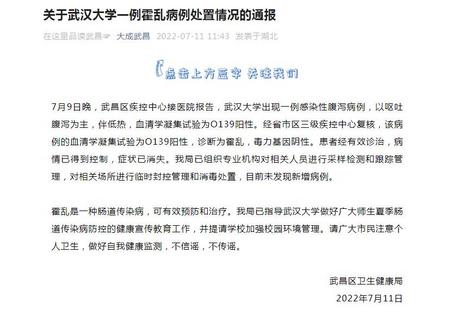 关于武汉大学一例霍乱病例处置情况的通报
在这里品读武昌☞ 大成武昌 2022-07-11 11:43 发表于湖北
点击上方蓝字 关注我们
7月9日晚，武昌区疾控中心接医院报告，武汉大学出现一例感染性腹泻病例，以呕吐
腹泻为主，伴低热，血清学凝集试验为O139阳性。经省市区三级疾控中心复核，该病
例的血清学凝集试验为O139阳性，诊断为霍乱，毒力基因阴性。患者经有效诊治，病
情已得到控制，症状已消失。我局已组织专业机构对相关人员进行采样检测和跟踪管
理，对相关场所进行临时封控管理和消毒处置，目前未发现新增病例。
霍乱是一种肠道传染病，可有效预防和治疗。我局已指导武汉大学做好广大师生夏季肠
道传染病防控的健康宣传教育工作，并提请学校加强校园环境管理。请广大市民注意个
人卫生，做好自我健康监测，不信谣，不传谣。
武昌区卫生健康局
2022年7月11日